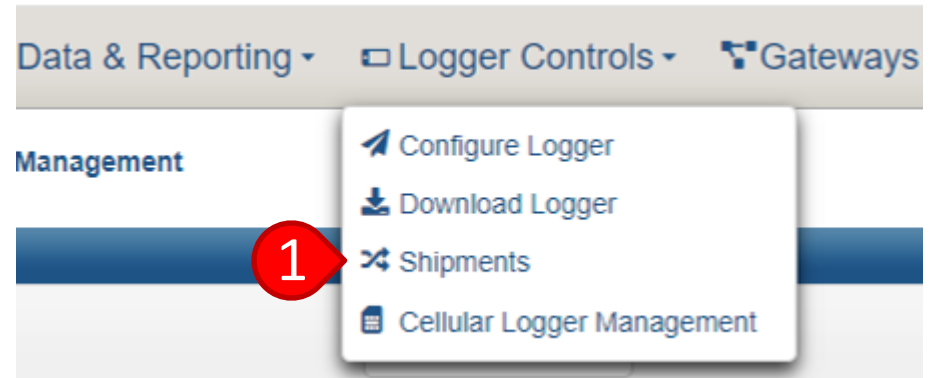 Data & Reporting Logger Controls Gateways
Management
Configure Logger
Download Logger
1 Shipments
Cellular Logger Management